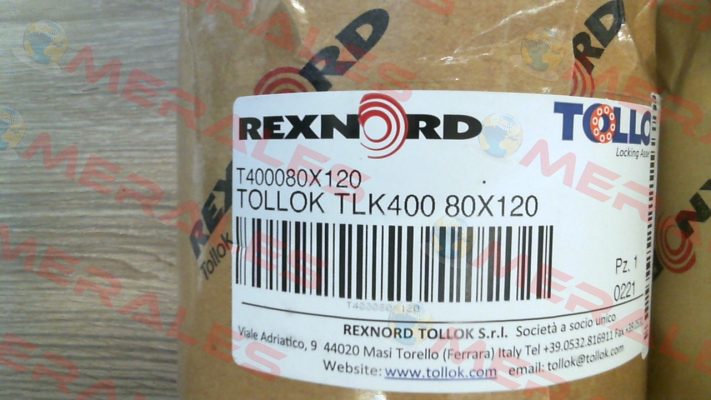 REXNORD
TOLLO
Locking Asse
T400080X120
TOLLOK TLK400 80X120
Pz. 1
0221
T400080X120
REXNORD TOLLOK S.r.l. Società a socio unico
Viale Adriatico, 9 44020 Masi Torello (Ferrara) Italy Tel +39.0532.816911 Fax
Website: www.tollok.com email: tollok@tollok.com
REXNORD
Tollok
MERALES